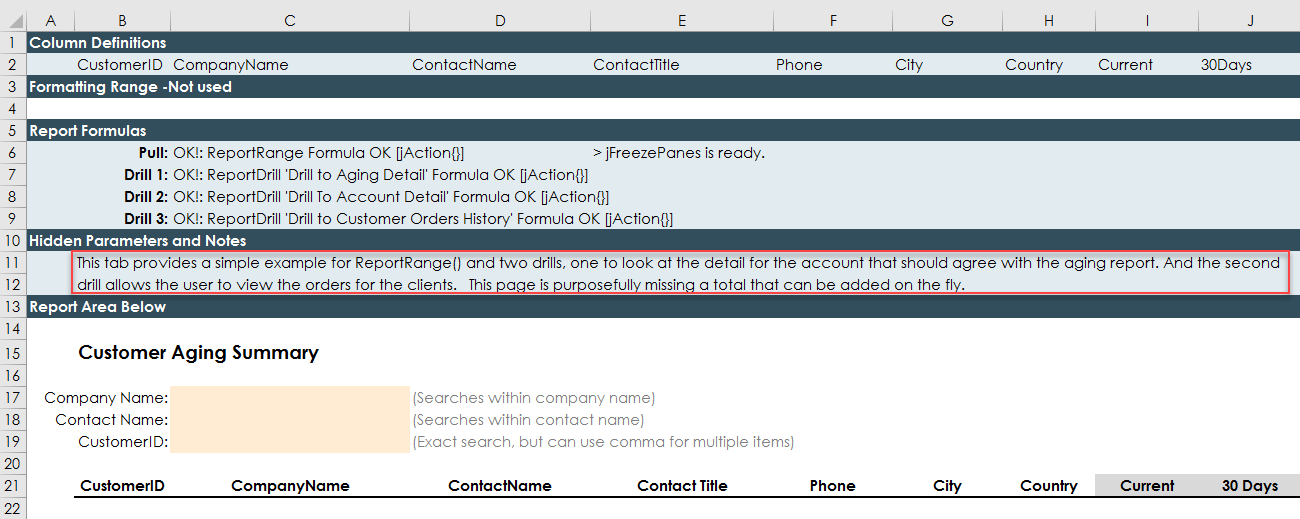 A B C D E F G H I J
1 Column Definitions
2 CustomerID CompanyName ContactName ContactTitle Phone City Country Current 30Days
3 Formatting Range -Not used
4
5 Report Formulas
6 Pull: OK!: ReportRange Formula OK [jAction{}] > jFreezePanes is ready.
7 Drill 1: OK!: ReportDrill 'Drill to Aging Detail' Formula OK [jAction{}]
8 Drill 2: OK!: ReportDrill 'Drill To Account Detail' Formula OK [jAction{}]
9 Drill 3: OK!: ReportDrill 'Drill to Customer Orders History' Formula OK [jAction{}]
10 Hidden Parameters and Notes
11 This tab provides a simple example for ReportRange() and two drills, one to look at the detail for the account that should agree with the aging report. And the second
12 drill allows the user to view the orders for the clients. This page is purposefully missing a total that can be added on the fly.
13 Report Area Below
14
15 Customer Aging Summary
16
17 Company Name: (Searches within company name)
18 Contact Name: (Searches within contact name)
19 CustomerID: (Exact search, but can use comma for multiple items)
20
21 CustomerID CompanyName ContactName Contact Title Phone City Country Current 30 Days
22